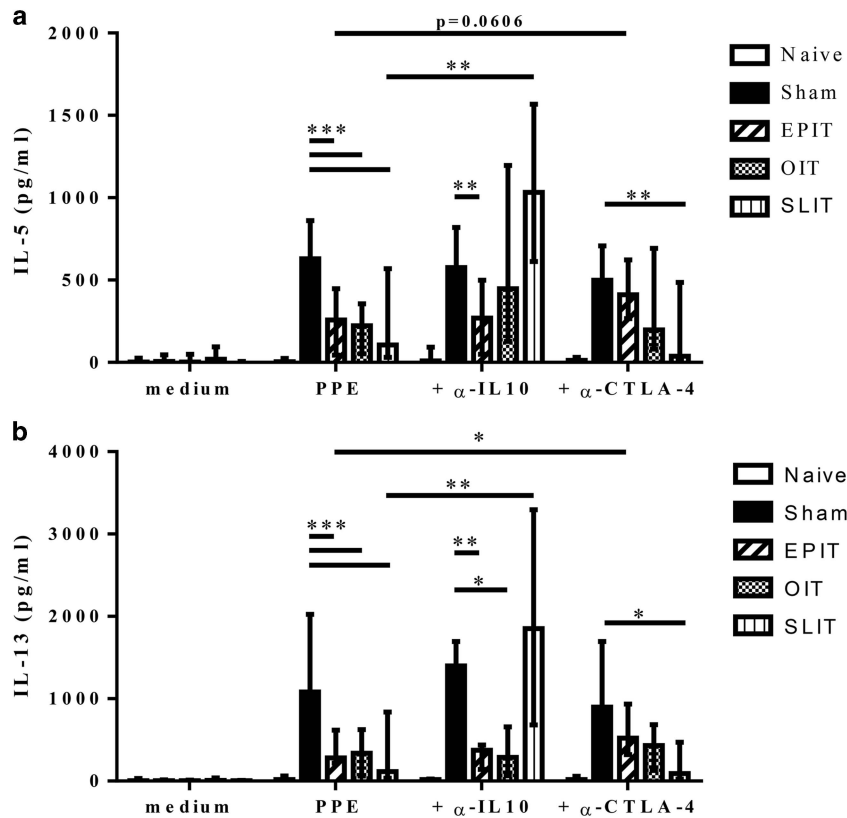 a
p=0.0606
2000
1500
1000
500
0
IL-5 (pg/ml)
**
***
**
**
medium
PPE
+ α-IL10
+ α-CTLA-4
Naive
Sham
EPIT
OIT
SLIT
b
4000
3000
2000
1000
0
IL-13 (pg/ml)
*
**
***
**
*
*
medium
PPE
+ α-IL10
+ α-CTLA-4
Naive
Sham
EPIT
OIT
SLIT